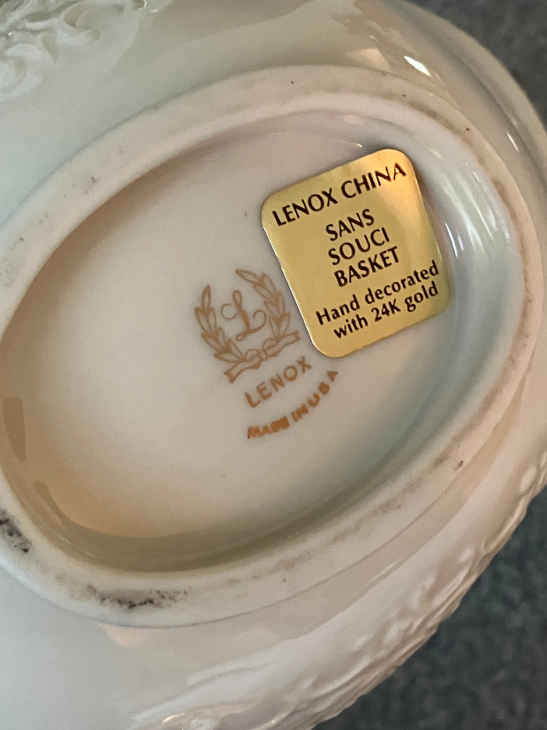 LENOX CHINA
SANS
SOUCI
BASKET
Hand decorated
with 24K gold
L
LENOX
MADE IN USA